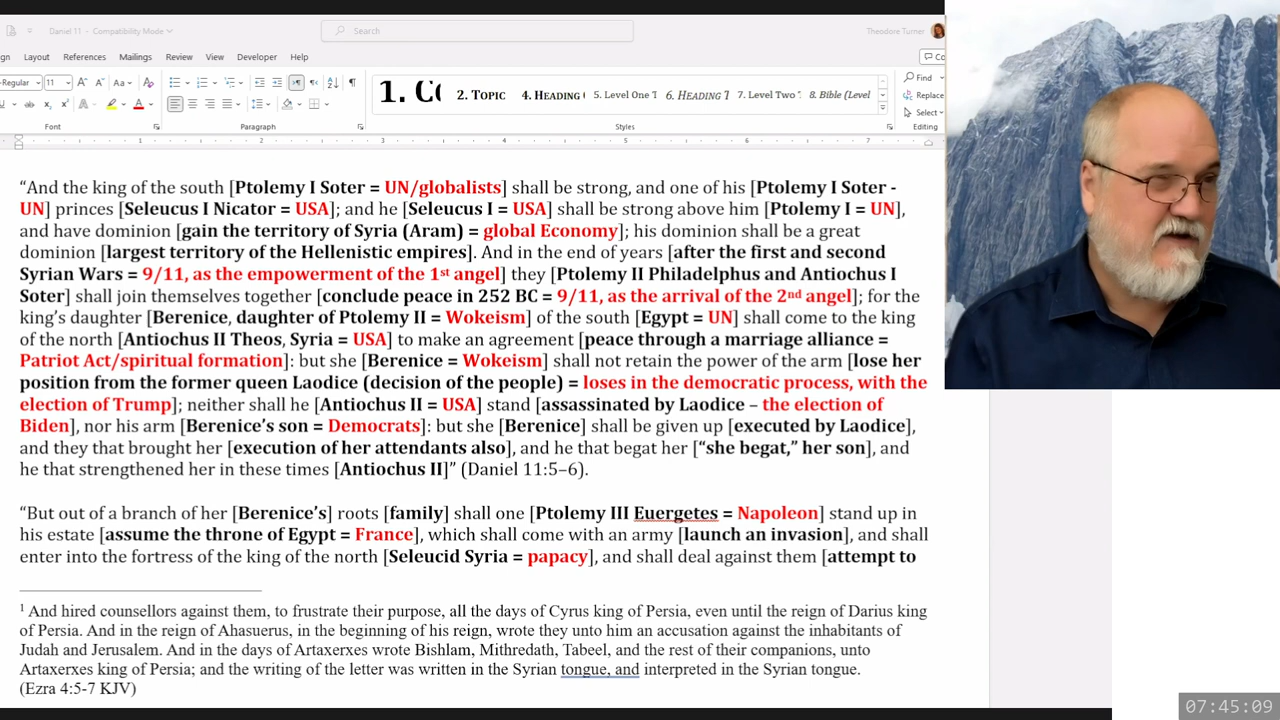 Daniel 11 - Compatibility Mode
Search
Theodore Turner
Layout References Mailings Review View Developer Help
Regular 11 Aa
1. 2. Topic 4. Heading 5. Level One 6. Heading 7. Level Two 8. Bible (Level
Find
Replace
Select
Font Paragraph Styles Editing
1 2 3 4 5 6 7
“And the king of the south [Ptolemy I Soter = UN/globalists] shall be strong, and one of his [Ptolemy I Soter -
UN] princes [Seleucus I Nicator = USA]; and he [Seleucus I = USA] shall be strong above him [Ptolemy I = UN],
and have dominion [gain the territory of Syria (Aram) = global Economy]; his dominion shall be a great
dominion [largest territory of the Hellenistic empires]. And in the end of years [after the first and second
Syrian Wars = 9/11, as the empowerment of the 1st angel] they [Ptolemy II Philadelphus and Antiochus I
Soter] shall join themselves together [conclude peace in 252 BC = 9/11, as the arrival of the 2nd angel]; for the
king’s daughter [Berenice, daughter of Ptolemy II = Wokeism] of the south [Egypt = UN] shall come to the king
of the north [Antiochus II Theos, Syria = USA] to make an agreement [peace through a marriage alliance =
Patriot Act/spiritual formation]: but she [Berenice = Wokeism] shall not retain the power of the arm [lose her
position from the former queen Laodice (decision of the people) = loses in the democratic process, with the
election of Trump]; neither shall he [Antiochus II = USA] stand [assassinated by Laodice – the election of
Biden], nor his arm [Berenice’s son = Democrats]: but she [Berenice] shall be given up [executed by Laodice],
and they that brought her [execution of her attendants also], and he that begat her [“she begat,” her son], and
he that strengthened her in these times [Antiochus II]” (Daniel 11:5–6).
“But out of a branch of her [Berenice’s] roots [family] shall one [Ptolemy III Euergetes = Napoleon] stand up in
his estate [assume the throne of Egypt = France], which shall come with an army [launch an invasion], and shall
enter into the fortress of the king of the north [Seleucid Syria = papacy], and shall deal against them [attempt to
1 And hired counsellors against them, to frustrate their purpose, all the days of Cyrus king of Persia, even until the reign of Darius king
of Persia. And in the reign of Ahasuerus, in the beginning of his reign, wrote they unto him an accusation against the inhabitants of
Judah and Jerusalem. And in the days of Artaxerxes wrote Bishlam, Mithredath, Tabeel, and the rest of their companions, unto
Artaxerxes king of Persia; and the writing of the letter was written in the Syrian tongue, and interpreted in the Syrian tongue.
(Ezra 4:5-7 KJV)
07:45:09